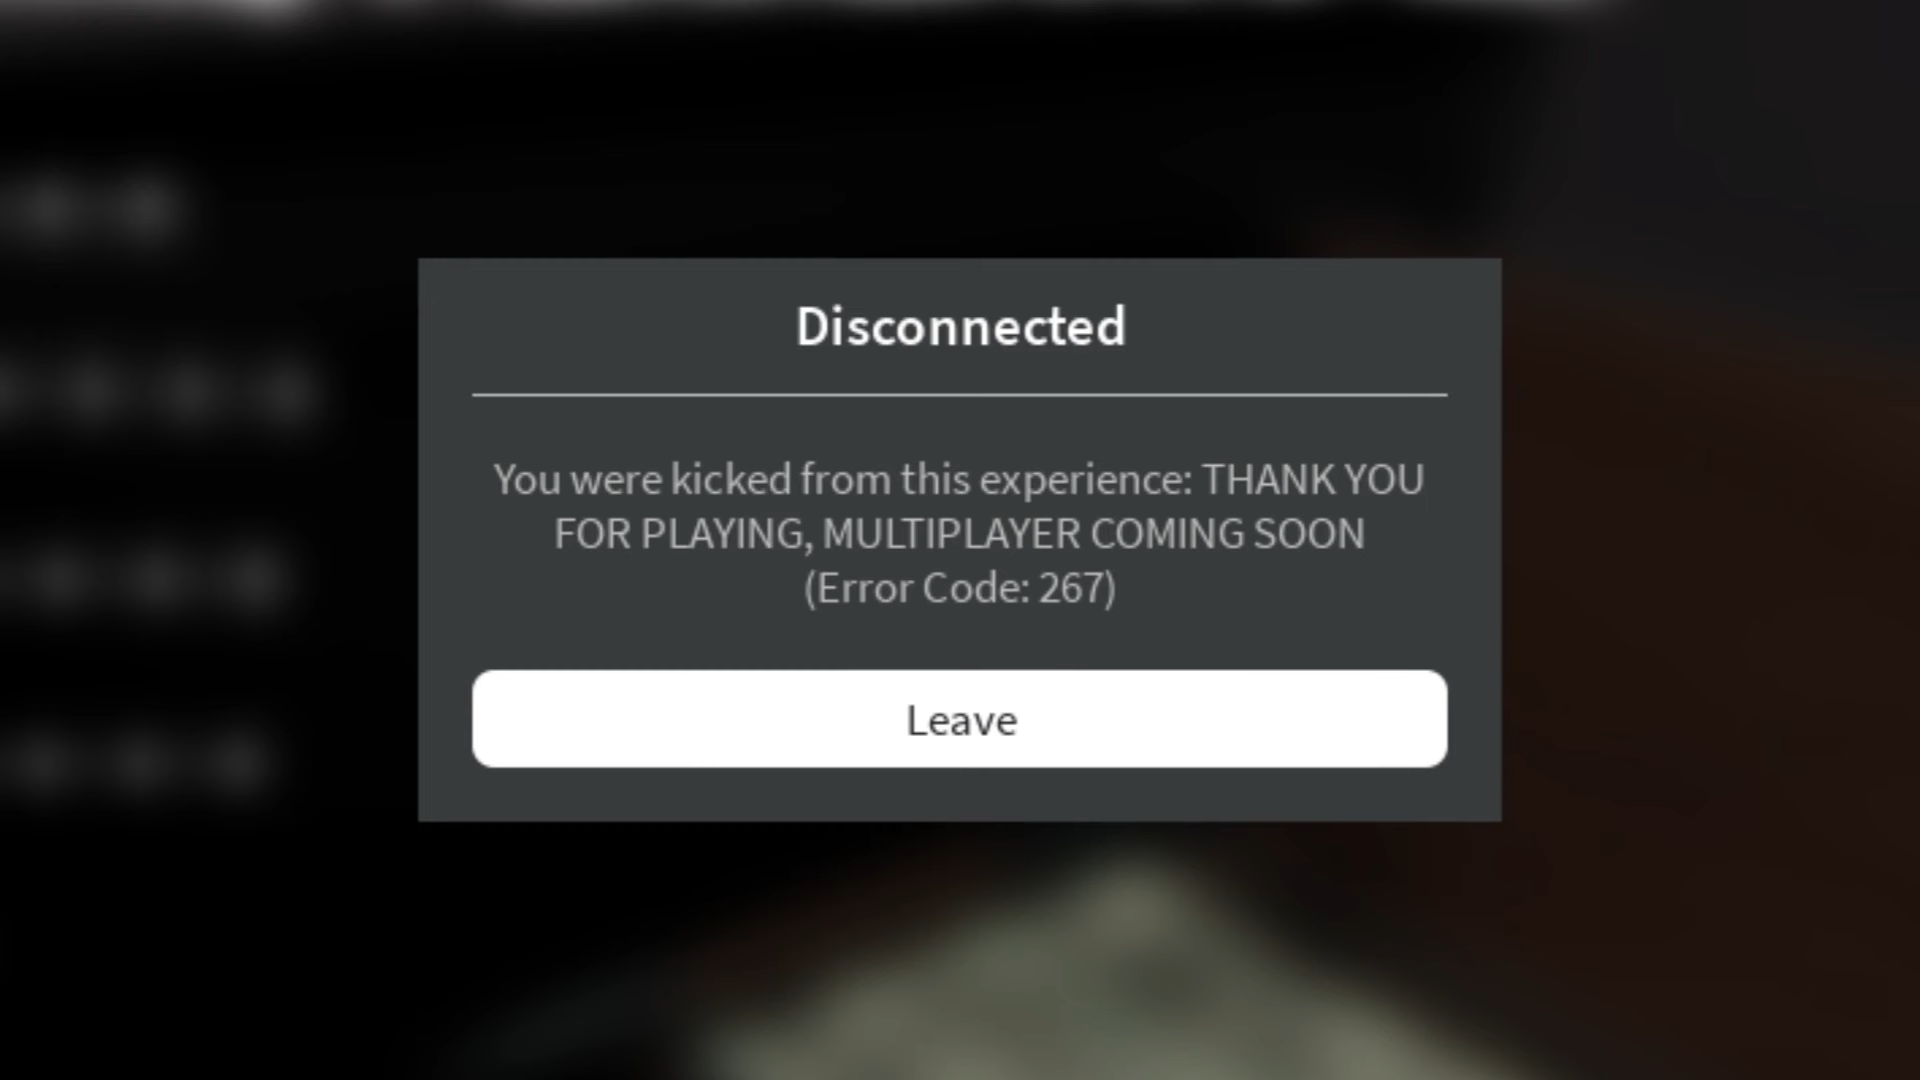 Disconnected
You were kicked from this experience: THANK YOU
FOR PLAYING, MULTIPLAYER COMING SOON
(Error Code: 267)
Leave